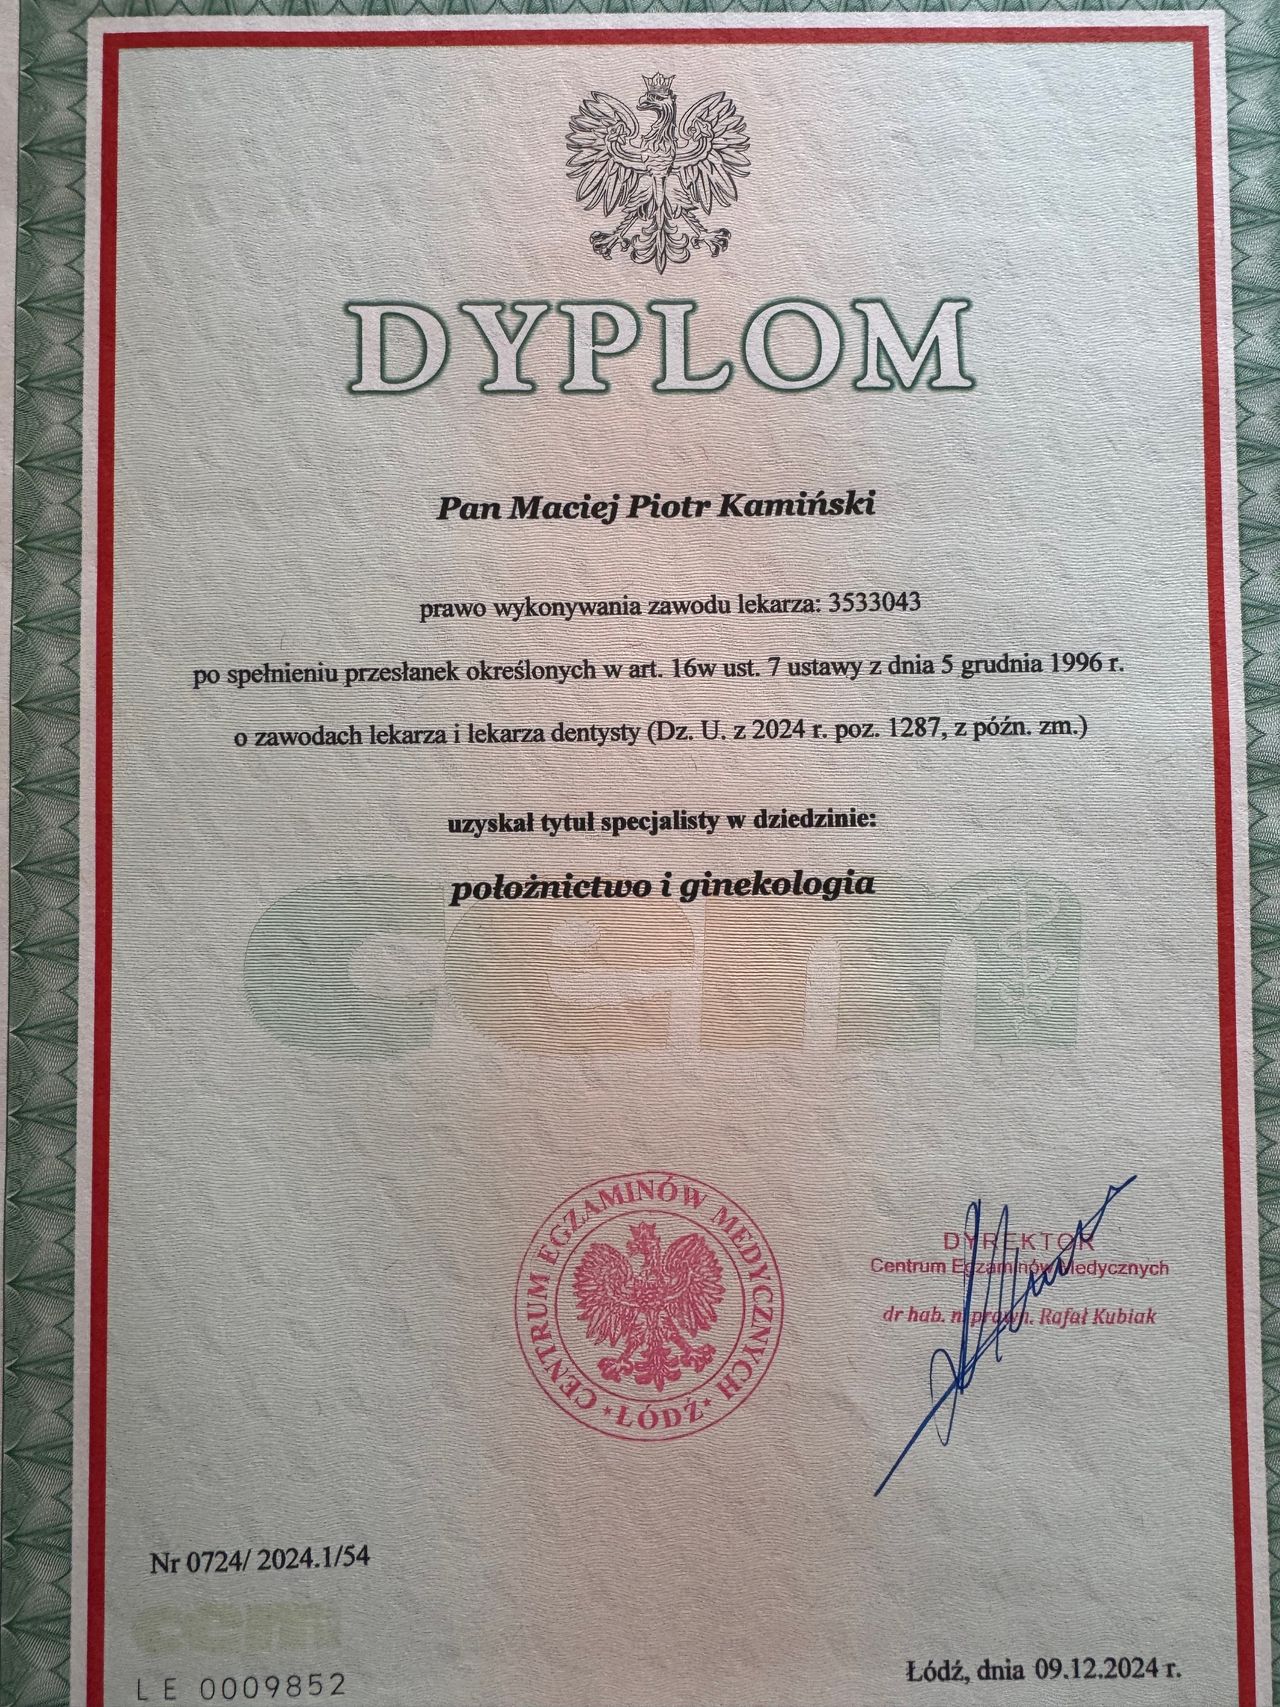 DYPLOM
Pan Maciej Piotr Kamiński
prawo wykonywania zawodu lekarza: 3533043
po spełnieniu przesłanek określonych w art. 16w ust. 7 ustawy z dnia 5 grudnia 1996 r.
o zawodach lekarza i lekarza dentysty (Dz. U. z 2024 r. poz. 1287, z późn. zm.)
uzyskał tytuł specjalisty w dziedzinie:
położnictwo i ginekologia
cem
CENTRUM EGZAMINÓW MEDYCZNYCH
* ŁÓDŹ *
DYREKTOR
Centrum Egzaminów Medycznych
dr hab. n. prawn. Rafał Kubiak
Nr 0724/ 2024.1/54
cem
LE 0009852
Łódź, dnia 09.12.2024 r.